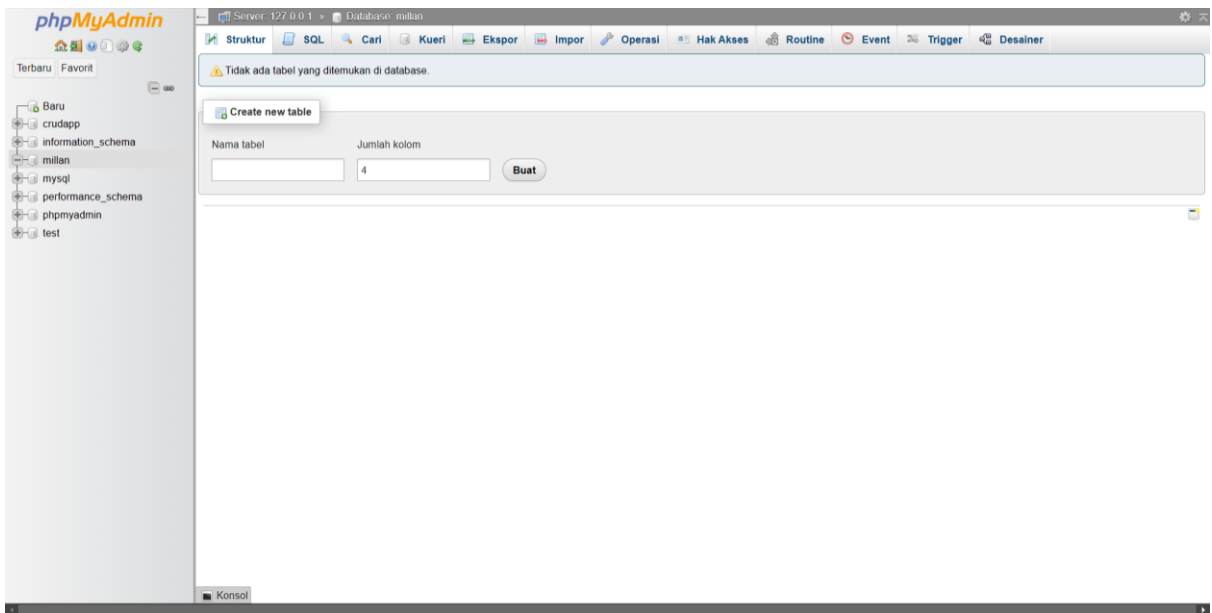 phpMyAdmin
Terbaru Favorit
Baru
crudapp
information_schema
millan
mysql
performance_schema
phpmyadmin
test
Server: 127.0.0.1 » Database: millan
Struktur SQL Cari Kueri Ekspor Impor Operasi Hak Akses Routine Event Trigger Desainer
Tidak ada tabel yang ditemukan di database.
Create new table
Nama tabel Jumlah kolom
4 Buat
Konsol